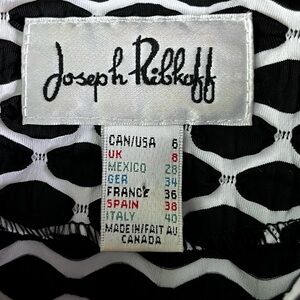 Joseph Ribkoff
CAN/USA 6
UK 8
MEXICO 28
GER 34
FRANCE 36
SPAIN 38
ITALY 40
MADE IN/FAIT AU
CANADA